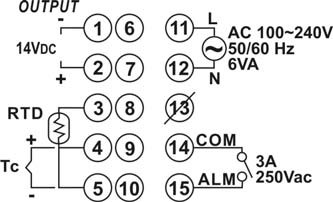 OUTPUT
- 1 6 11 L
14VDC AC 100~240V
50/60 Hz
6VA
+ 2 7 12 N
RTD 3 8 13
+ 4 9 14 COM
Tc 3A
250Vac
- 5 10 15 ALM